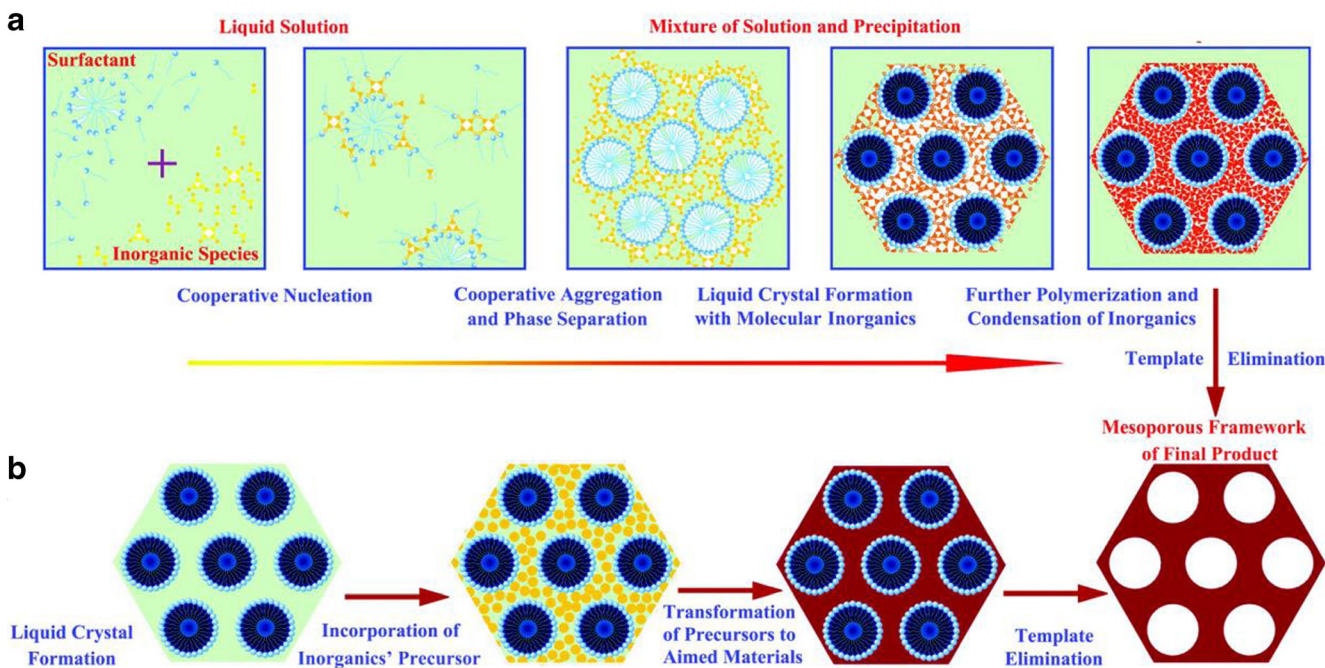 a
Liquid Solution
Mixture of Solution and Precipitation
Surfactant
Inorganic Species
Cooperative Nucleation
Cooperative Aggregation
and Phase Separation
Liquid Crystal Formation
with Molecular Inorganics
Further Polymerization and
Condensation of Inorganics
Template Elimination
Mesoporous Framework
of Final Product
b
Liquid Crystal
Formation
Incorporation of
Inorganics' Precursor
Transformation
of Precursors to
Aimed Materials
Template
Elimination